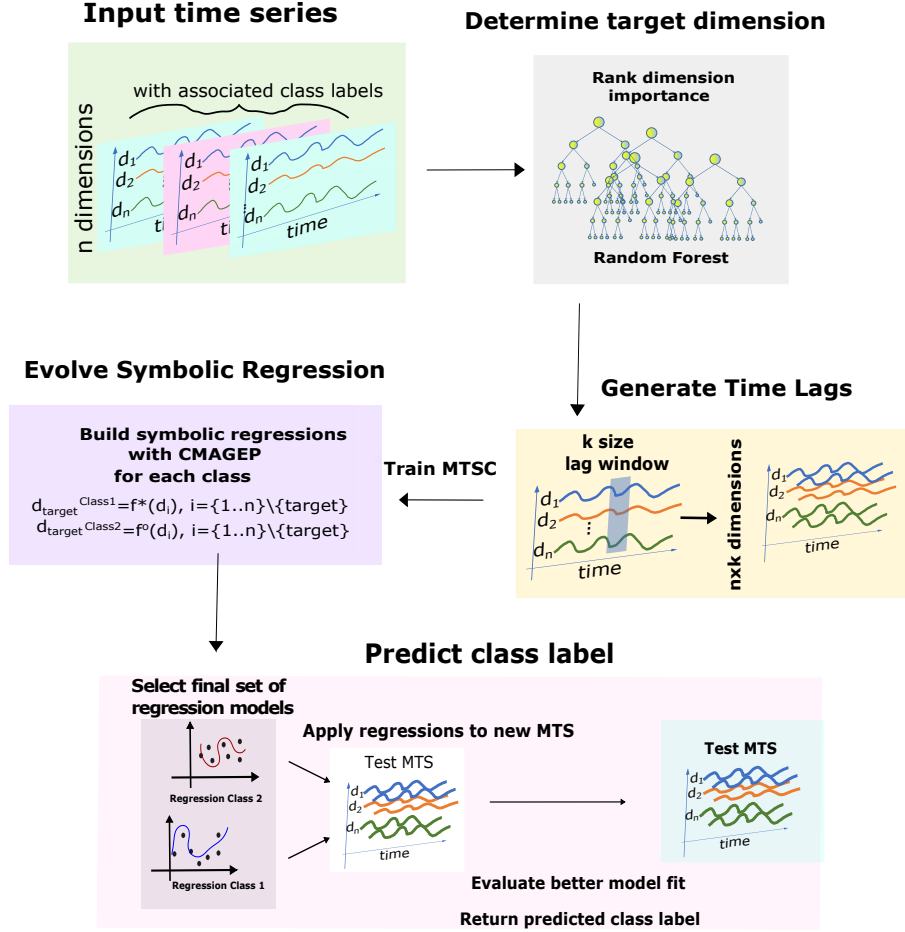 Input time series
n dimensions
with associated class labels
d1
d2
dn
time
d1
d2
dn
time
d1
d2
⋮
dn
time
Determine target dimension
Rank dimension
importance
Random Forest
Generate Time Lags
k size
lag window
d1
d2
⋮
dn
time
nxk dimensions
d1
d2
dn
time
Train MTSC
Evolve Symbolic Regression
Build symbolic regressions
with CMAGEP
for each class
dtarget^Class1=f*(di), i={1..n}\{target}
dtarget^Class2=fº(di), i={1..n}\{target}
Predict class label
Select final set of
regression models
Regression Class 2
Regression Class 1
Apply regressions to new MTS
Test MTS
d1
d2
dn
time
Test MTS
d1
d2
dn
time
Evaluate better model fit
Return predicted class label